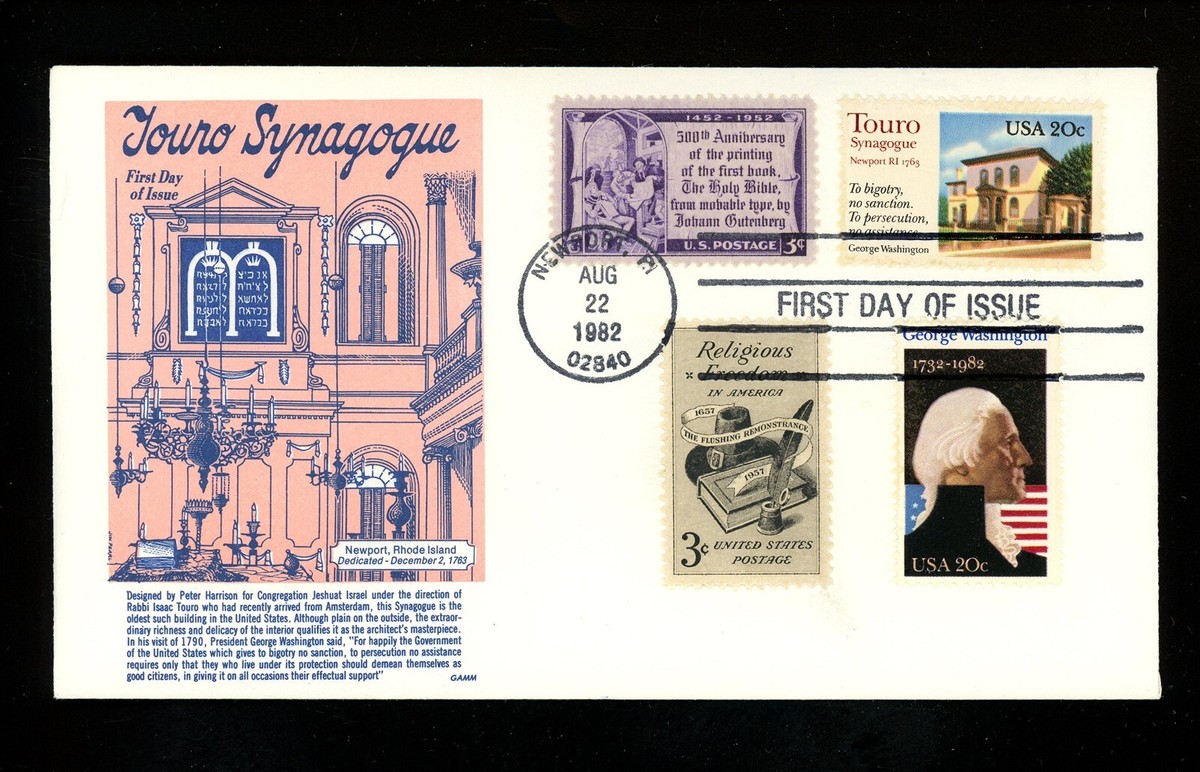 Touro Synagogue
First Day
of Issue
JIM PEARL
Newport, Rhode Island
Dedicated - December 2, 1763
Designed by Peter Harrison for Congregation Jeshuat Israel under the direction of
Rabbi Isaac Touro who had recently arrived from Amsterdam, this Synagogue is the
oldest such building in the United States. Although plain on the outside, the extraor-
dinary richness and delicacy of the interior qualifies it as the architect's masterpiece.
In his visit of 1790, President George Washington said, "For happily the Government
of the United States which gives to bigotry no sanction, to persecution no assistance
requires only that they who live under its protection should demean themselves as
good citizens, in giving it on all occasions their effectual support"
GAMM
1452-1952
500th Anniversary
of the printing
of the first book,
The Holy Bible,
from movable type, by
Johann Gutenberg
U.S. POSTAGE 3¢
Touro
Synagogue
Newport RI 1763
USA 20c
To bigotry,
no sanction.
To persecution,
no assistance.
George Washington
NEWPORT, RI
AUG
22
1982
02840
FIRST DAY OF ISSUE
Religious
Freedom
IN AMERICA
1657
THE FLUSHING REMONSTRANCE
1957
3¢ UNITED STATES
POSTAGE
George Washington
1732-1982
USA 20c